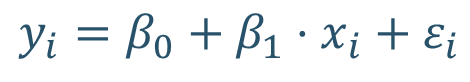 yᵢ = β₀ + β₁ · xᵢ + εᵢ